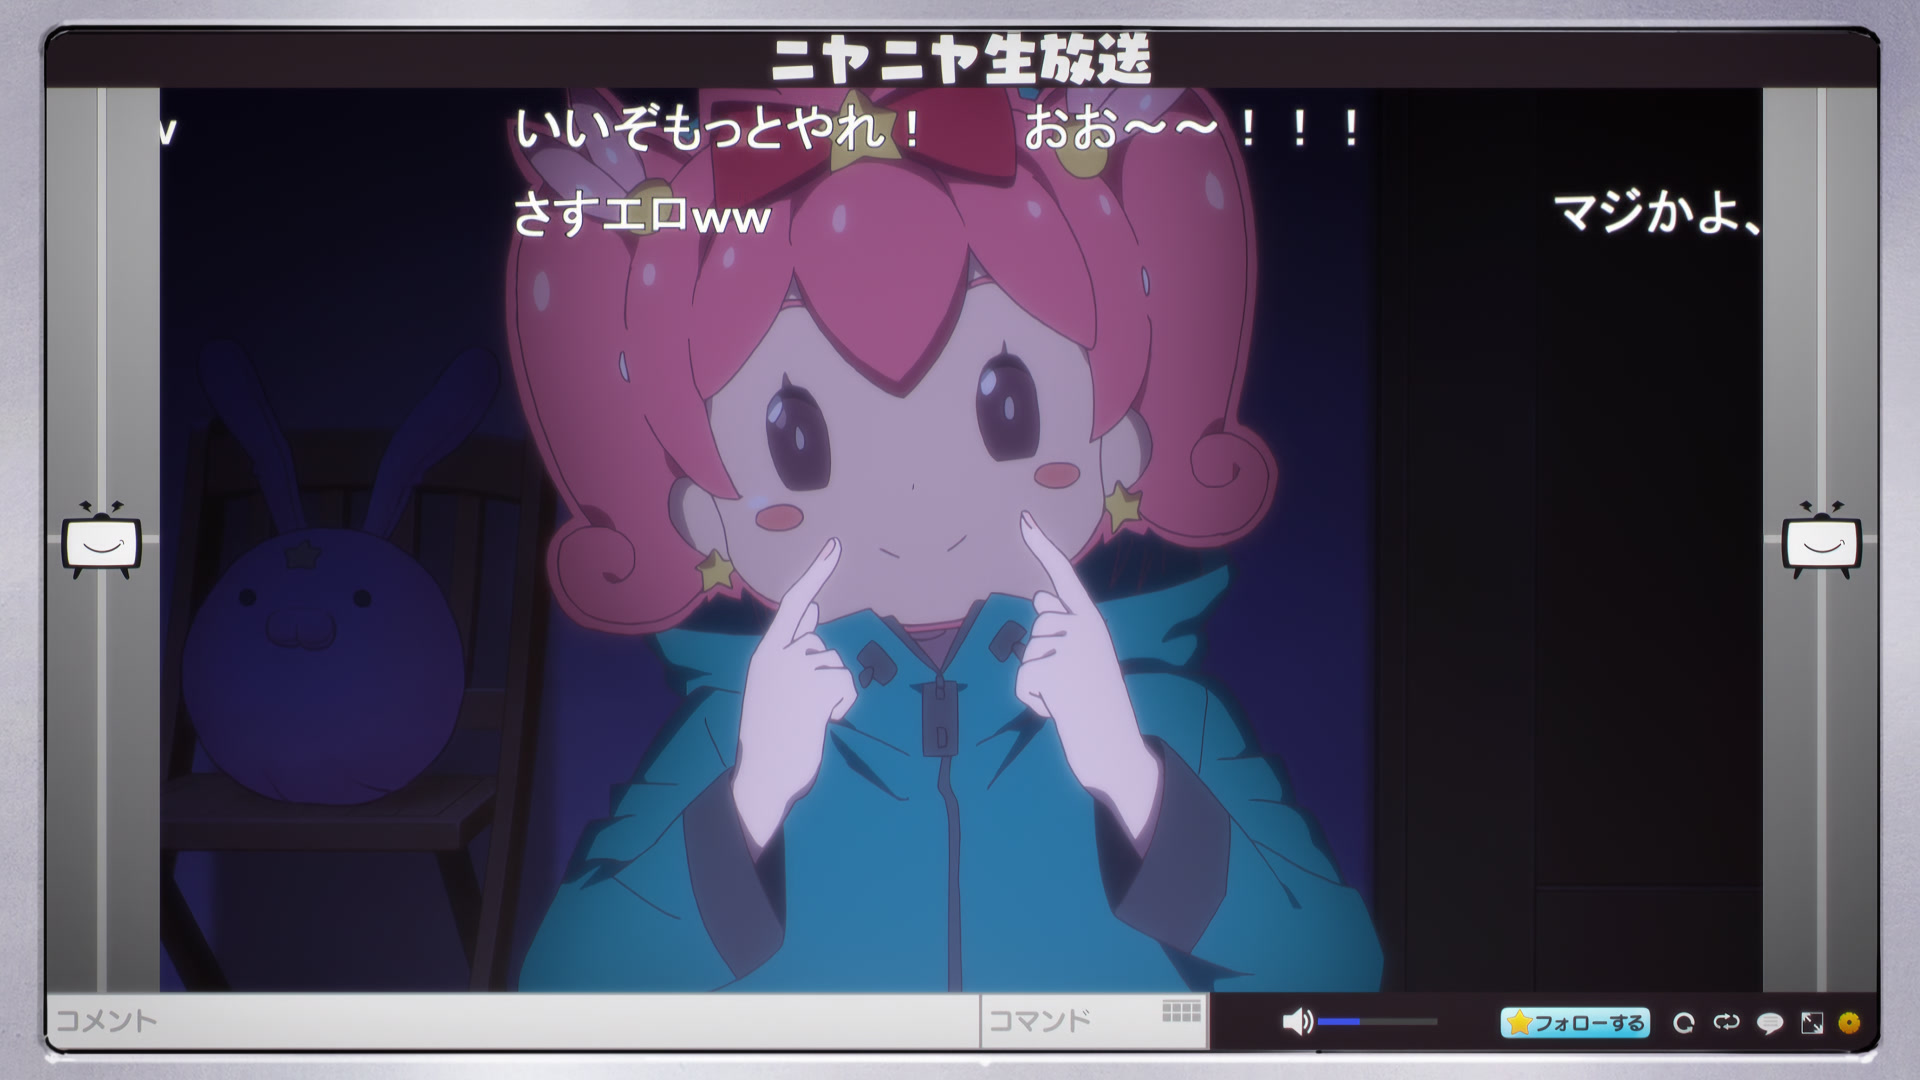 ニヤニヤ生放送
w
いいぞもっとやれ！
おお～～！！！
さすエロww
マジかよ、
コメント
コマンド
フォローする